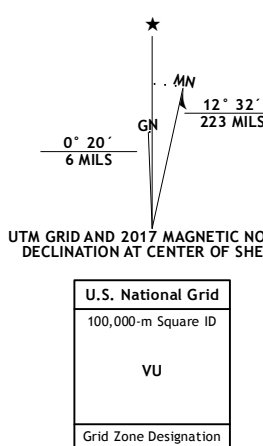 ★
MN
GN
12° 32´
223 MILS
0° 20´
6 MILS
UTM GRID AND 2017 MAGNETIC NO
DECLINATION AT CENTER OF SHE
U.S. National Grid
100,000-m Square ID
VU
Grid Zone Designation